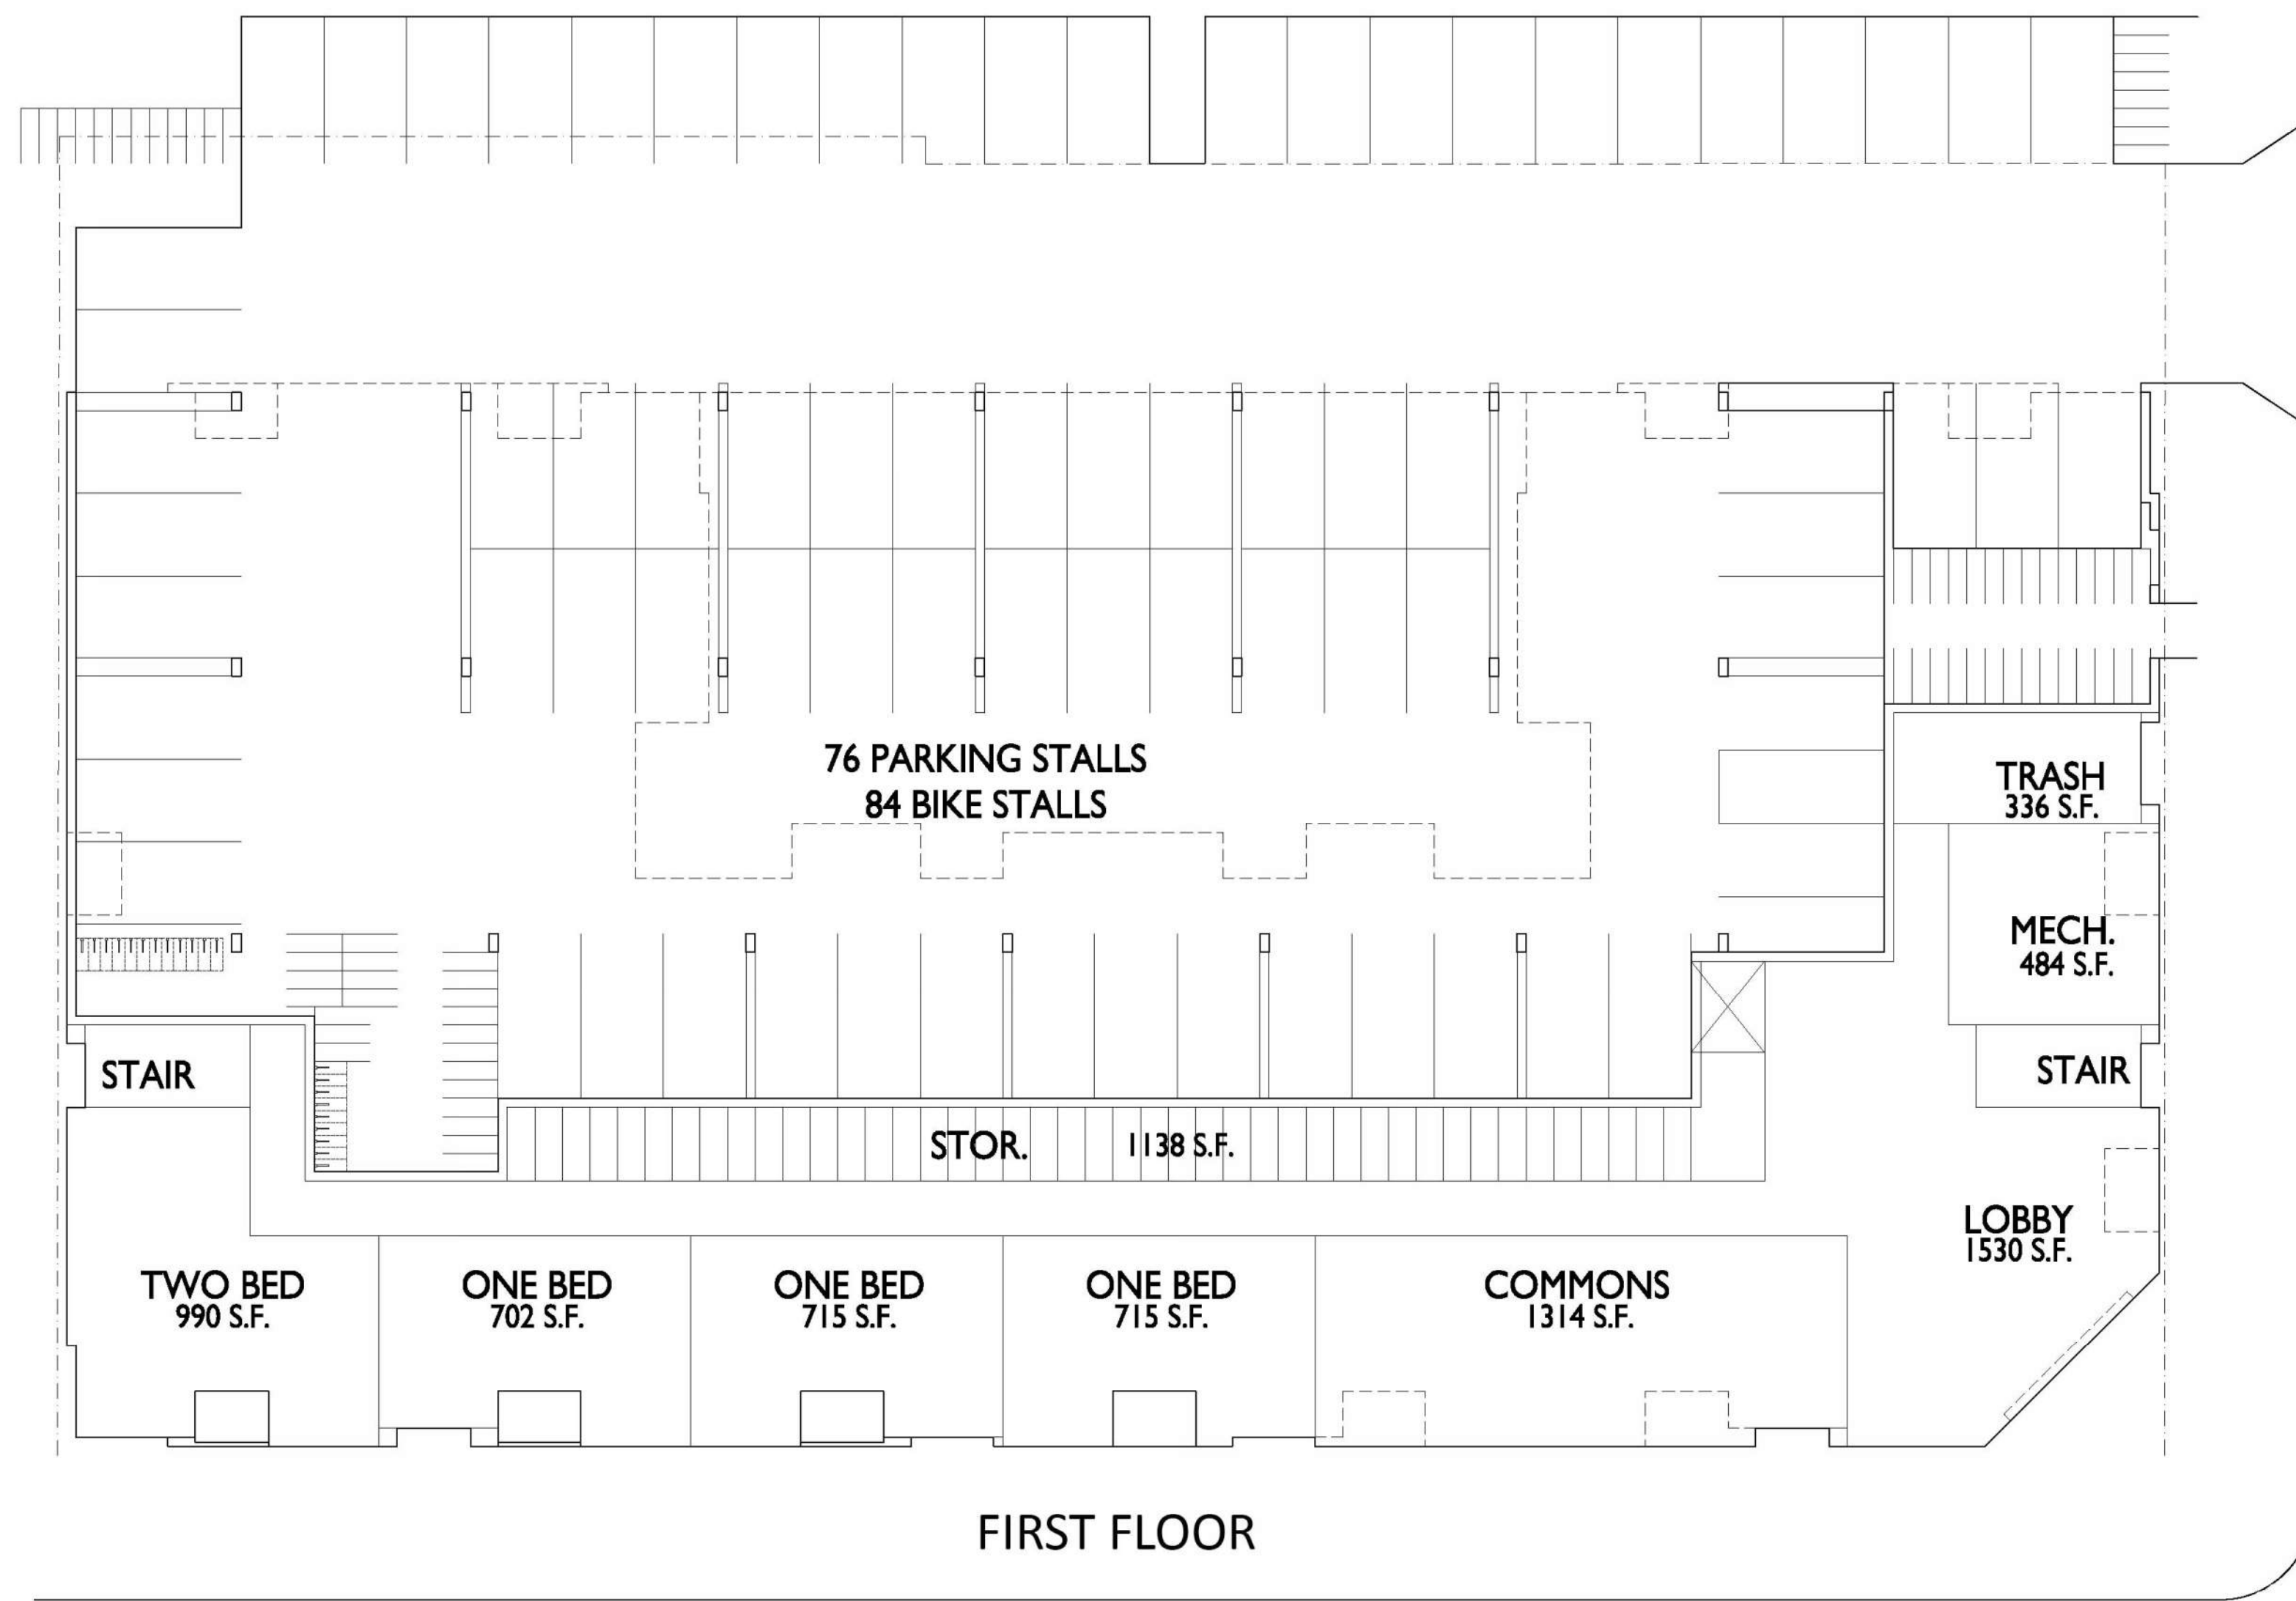 76 PARKING STALLS
84 BIKE STALLS
TRASH
336 S.F.
MECH.
484 S.F.
STAIR
STAIR
STOR. 1138 S.F.
LOBBY
1530 S.F.
TWO BED
990 S.F.
ONE BED
702 S.F.
ONE BED
715 S.F.
ONE BED
715 S.F.
COMMONS
1314 S.F.
FIRST FLOOR